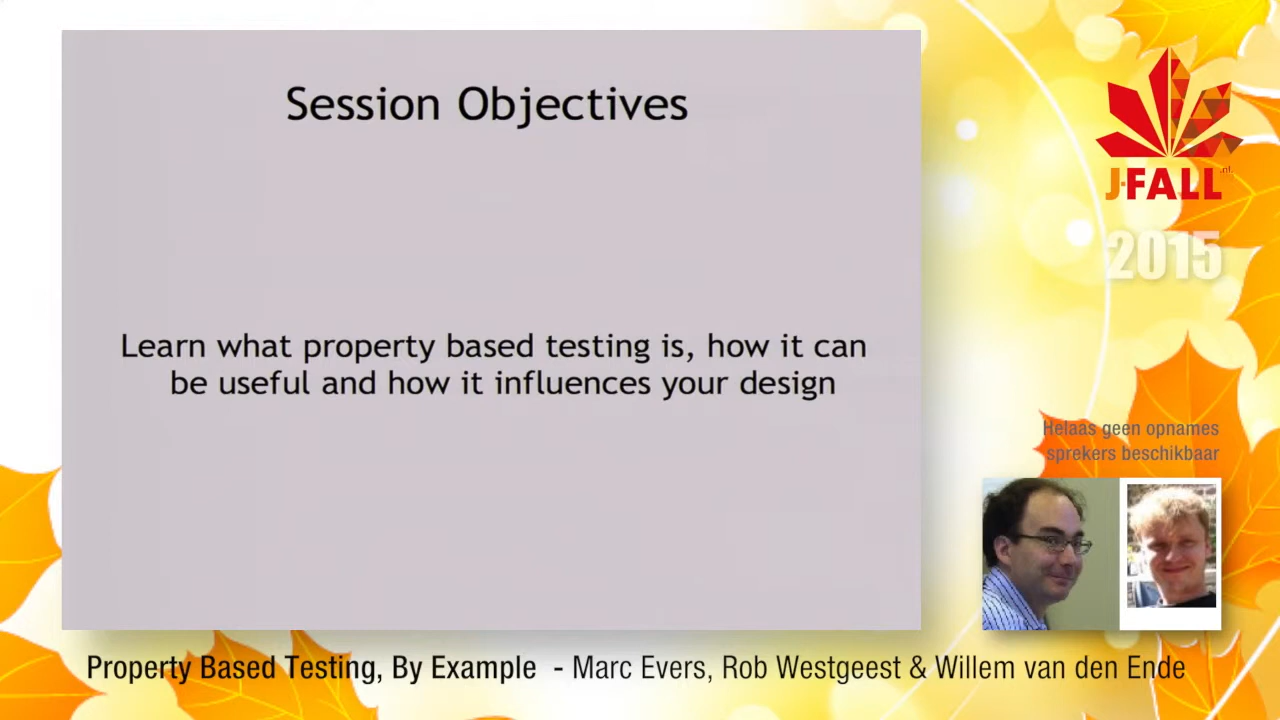 Session Objectives
Learn what property based testing is, how it can
be useful and how it influences your design
J-FALL
.nl
2015
Helaas geen opnames
sprekers beschikbaar
Property Based Testing, By Example - Marc Evers, Rob Westgeest & Willem van den Ende